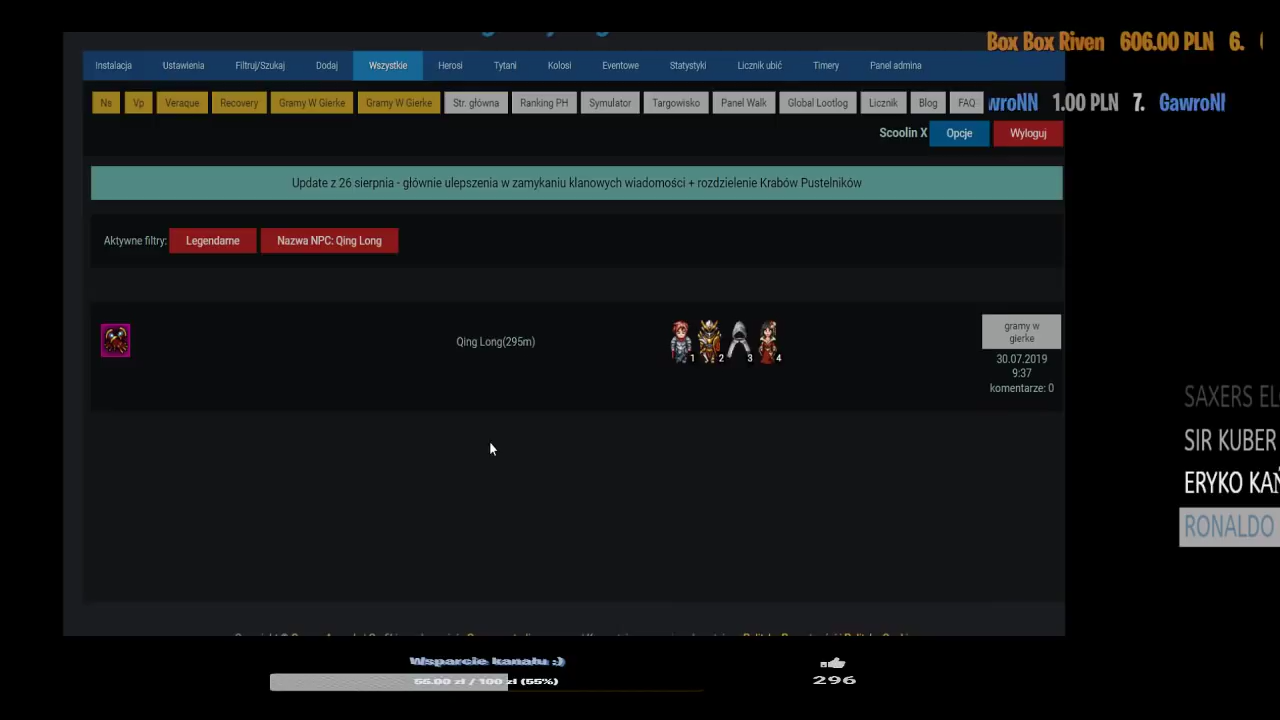 Box Box Riven 606.00 PLN 6.
Instalacja Ustawienia Filtruj/Szukaj Dodaj Wszystkie Herosi Tytani Kolosi Eventowe Statystyki Licznik ubić Timery Panel admina
Ns Vp Veraque Recovery Gramy W Gierke Gramy W Gierke Str. główna Ranking PH Symulator Targowisko Panel Walk Global Lootlog Licznik Blog FAQ
wroNN 1.00 PLN 7. GawroN
Scoolin X Opcje Wyloguj
Update z 26 sierpnia - głównie ulepszenia w zamykaniu klanowych wiadomości + rozdzielenie Krabów Pustelników
Aktywne filtry: Legendarne Nazwa NPC: Qing Long
Qing Long(295m)
1 2 3 4
gramy w
gierke
30.07.2019
9:37
komentarze: 0
SAXERS EL
SIR KUBER
ERYKO KAŃ
RONALDO
Wsparcie kanału :)
55.00 zł / 100 zł (55%)
296